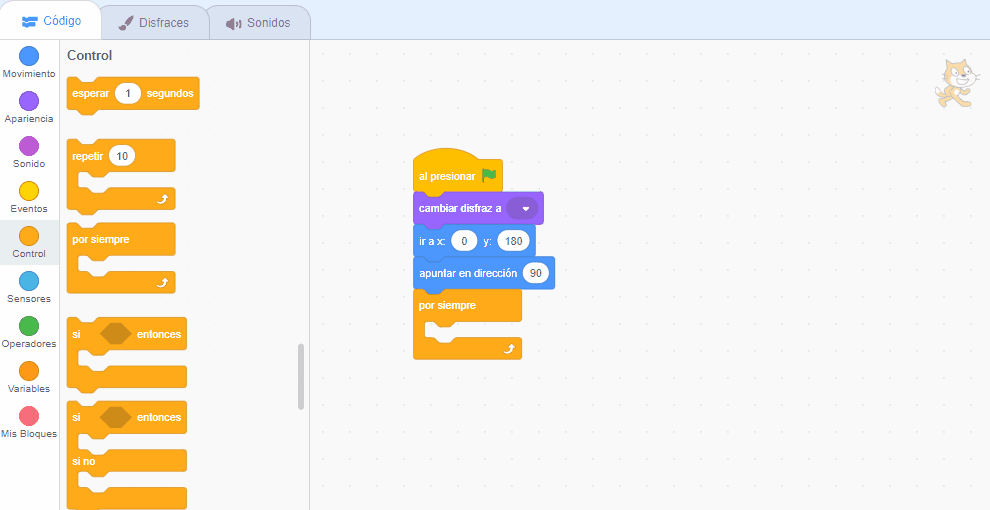 Código
Disfraces
Sonidos
Movimiento
Apariencia
Sonido
Eventos
Control
Sensores
Operadores
Variables
Mis Bloques
Control
esperar 1 segundos
repetir 10
por siempre
si entonces
si entonces
si no
al presionar
cambiar disfraz a
ir a x: 0 y: 180
apuntar en dirección 90
por siempre